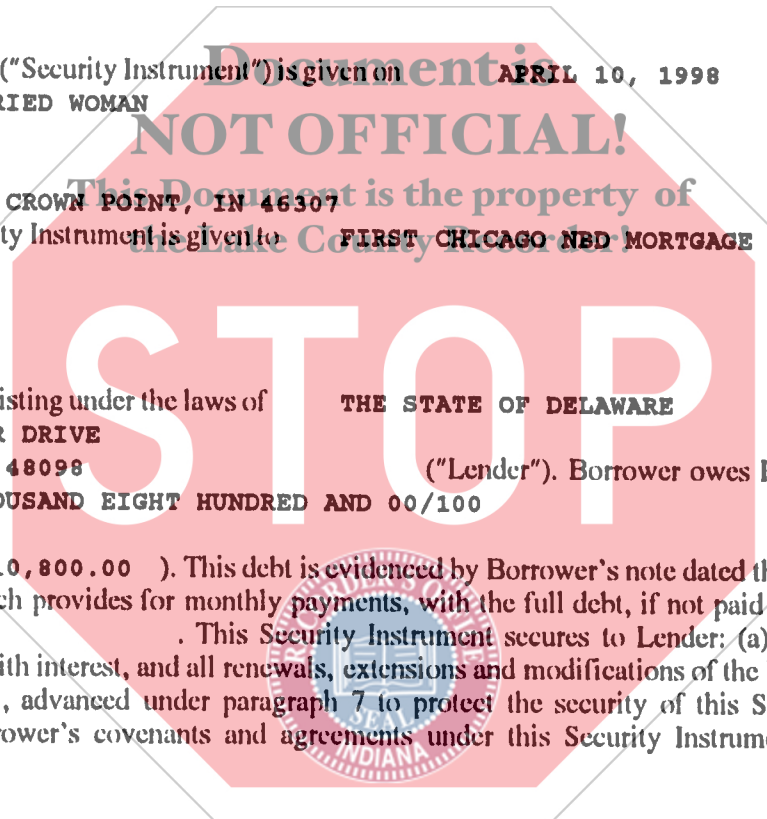 ("Security Instrument") is given on APRIL 10, 1998
RIED WOMAN
CROWN POINT, IN 46307
ty Instrument is given to FIRST CHICAGO NBD MORTGAGE
isting under the laws of THE STATE OF DELAWARE
R DRIVE
48098 ("Lender"). Borrower owes
OUSAND EIGHT HUNDRED AND 00/100
0,800.00 ). This debt is evidenced by Borrower's note dated th
ch provides for monthly payments, with the full debt, if not paid
. This Security Instrument secures to Lender: (a)
ith interest, and all renewals, extensions and modifications of the
, advanced under paragraph 7 to protect the security of this S
rower's covenants and agreements under this Security Instrume
Document is
NOT OFFICIAL!
This Document is the property of
the Lake County Recorder!
STOP
RECORDER'S OFFICE
SEAL
INDIANA